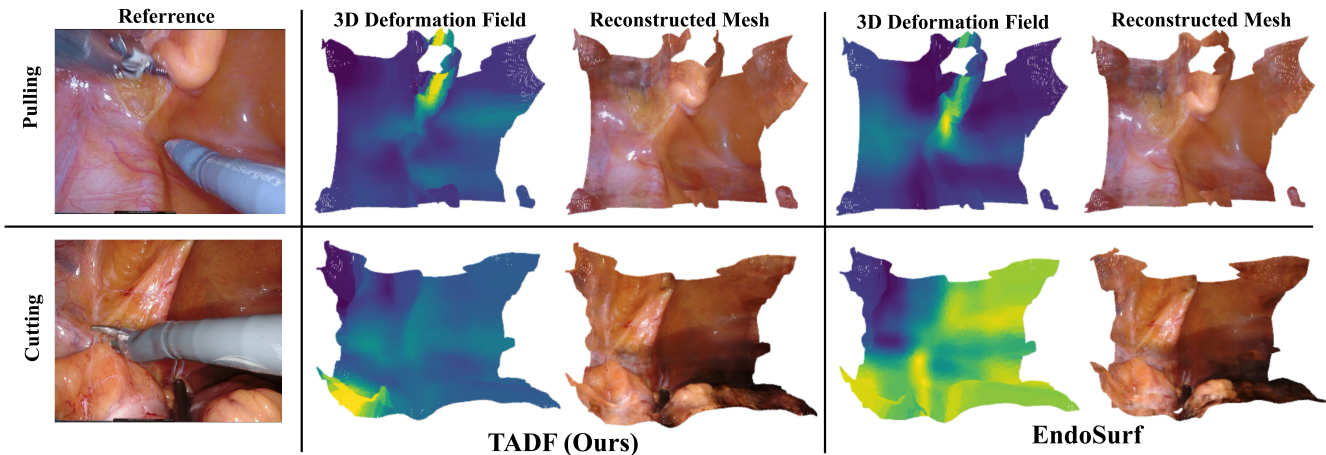 Referrence
3D Deformation Field
Reconstructed Mesh
3D Deformation Field
Reconstructed Mesh
Pulling
Cutting
TADF (Ours)
EndoSurf